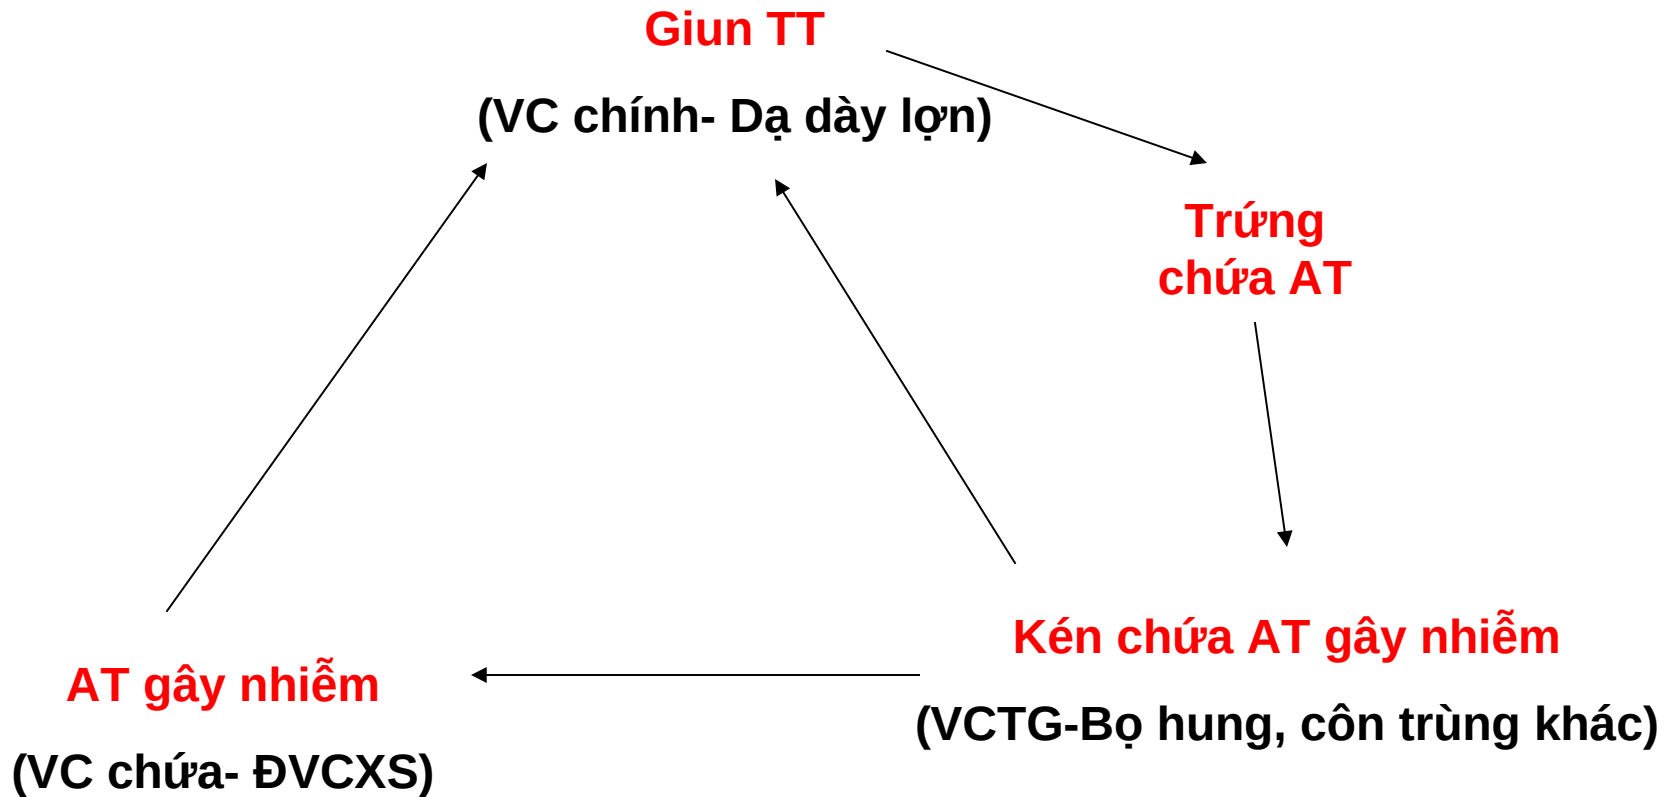 Giun TT
(VC chính- Dạ dày lợn)
Trứng
chứa AT
Kén chứa AT gây nhiễm
(VCTG-Bọ hung, côn trùng khác)
AT gây nhiễm
(VC chứa- ĐVCXS)